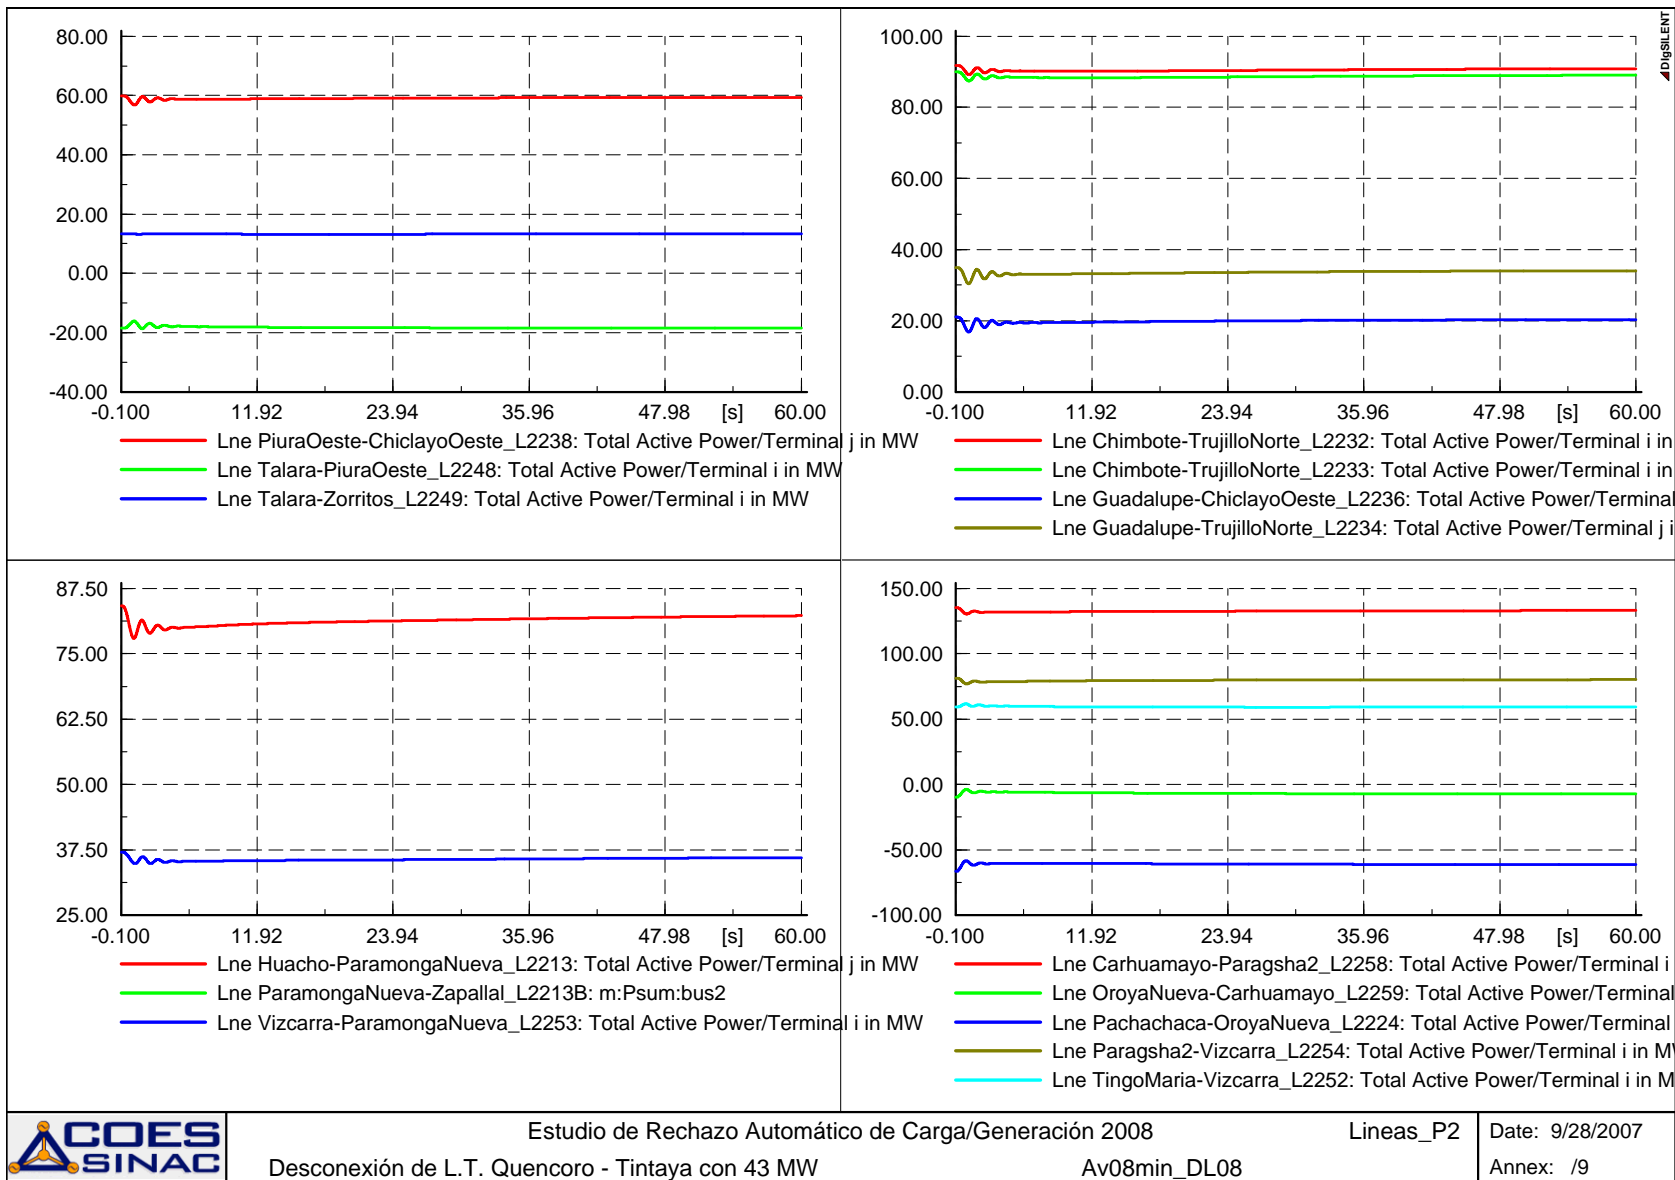 DIgSILENT
80.00
60.00
40.00
20.00
0.00
-20.00
-40.00
-0.100 11.92 23.94 35.96 47.98 [s] 60.00
Lne PiuraOeste-ChiclayoOeste_L2238: Total Active Power/Terminal j in MW
Lne Talara-PiuraOeste_L2248: Total Active Power/Terminal i in MW
Lne Talara-Zorritos_L2249: Total Active Power/Terminal i in MW
100.00
80.00
60.00
40.00
20.00
0.00
-0.100 11.92 23.94 35.96 47.98 [s] 60.00
Lne Chimbote-TrujilloNorte_L2232: Total Active Power/Terminal i in
Lne Chimbote-TrujilloNorte_L2233: Total Active Power/Terminal i in
Lne Guadalupe-ChiclayoOeste_L2236: Total Active Power/Terminal
Lne Guadalupe-TrujilloNorte_L2234: Total Active Power/Terminal j i
87.50
75.00
62.50
50.00
37.50
25.00
-0.100 11.92 23.94 35.96 47.98 [s] 60.00
Lne Huacho-ParamongaNueva_L2213: Total Active Power/Terminal j in MW
Lne ParamongaNueva-Zapallal_L2213B: m:Psum:bus2
Lne Vizcarra-ParamongaNueva_L2253: Total Active Power/Terminal i in MW
150.00
100.00
50.00
0.00
-50.00
-100.00
-0.100 11.92 23.94 35.96 47.98 [s] 60.00
Lne Carhuamayo-Paragsha2_L2258: Total Active Power/Terminal i
Lne OroyaNueva-Carhuamayo_L2259: Total Active Power/Terminal
Lne Pachachaca-OroyaNueva_L2224: Total Active Power/Terminal
Lne Paragsha2-Vizcarra_L2254: Total Active Power/Terminal i in M
Lne TingoMaria-Vizcarra_L2252: Total Active Power/Terminal i in M
COES
SINAC
Estudio de Rechazo Automático de Carga/Generación 2008 Lineas_P2
Desconexión de L.T. Quencoro - Tintaya con 43 MW Av08min_DL08
Date: 9/28/2007
Annex: /9